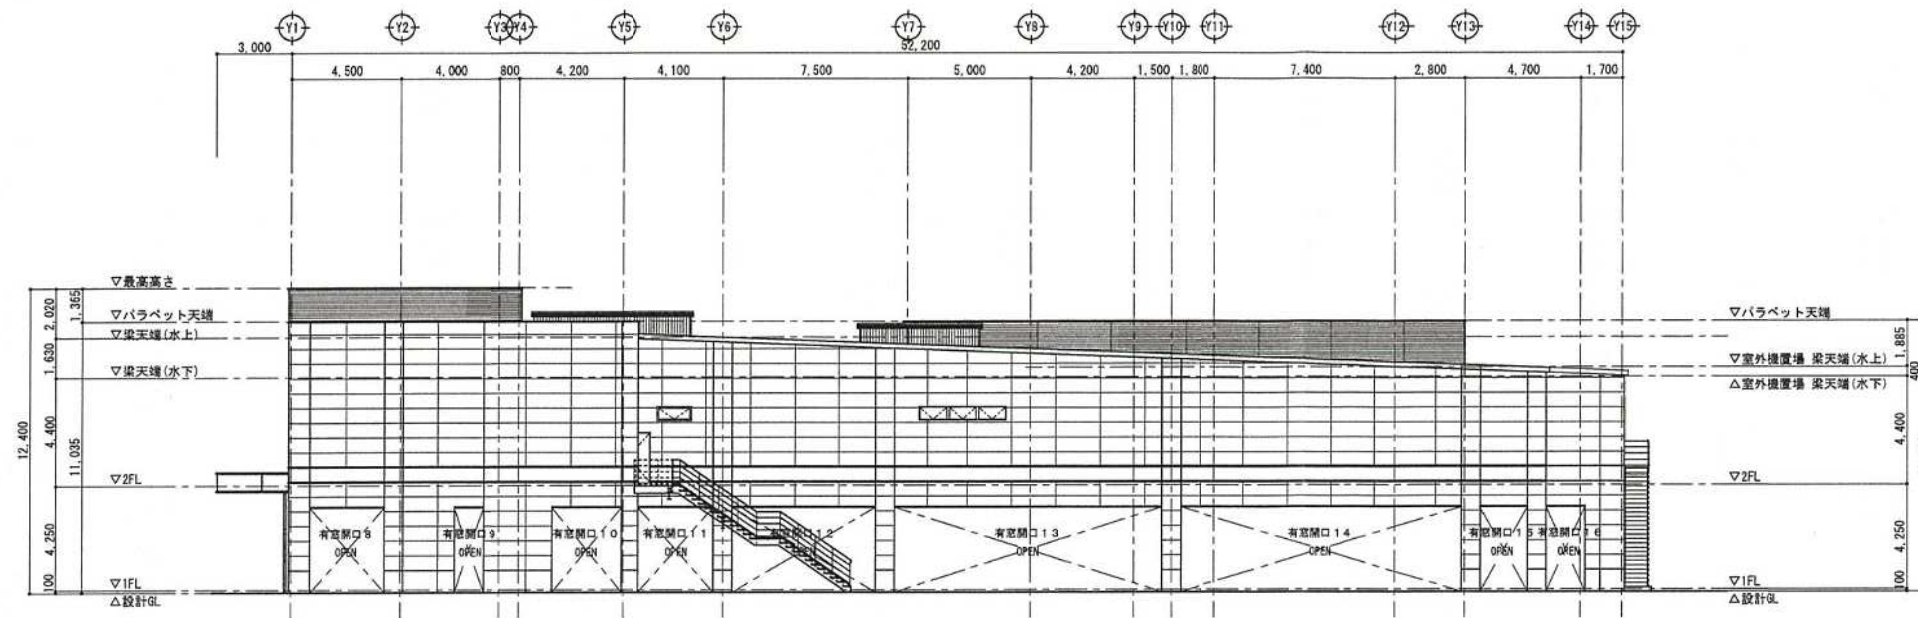 Y1 Y2 Y3 Y4 Y5 Y6 Y7 Y8 Y9 Y10 Y11 Y12 Y13 Y14 Y15
3,000 52,200
4,500 4,000 800 4,200 4,100 7,500 5,000 4,200 1,500 1,800 7,400 2,800 4,700 1,700
▽最高高さ
▽パラペット天端
▽梁天端(水上)
▽梁天端(水下)
▽2FL
▽1FL
△設計GL
12,400
2,020
1,630
4,400
4,250
100
1,365
11,035
有窓開口8
OPEN
有窓開口9
OPEN
有窓開口10
OPEN
有窓開口11
OPEN
有窓開口12
有窓開口13
OPEN
有窓開口14
OPEN
有窓開口15
OPEN
有窓開口16
OPEN
▽パラペット天端
▽室外機置場 梁天端(水上)
△室外機置場 梁天端(水下)
▽2FL
▽1FL
△設計GL
1,885
400
4,400
4,250
100